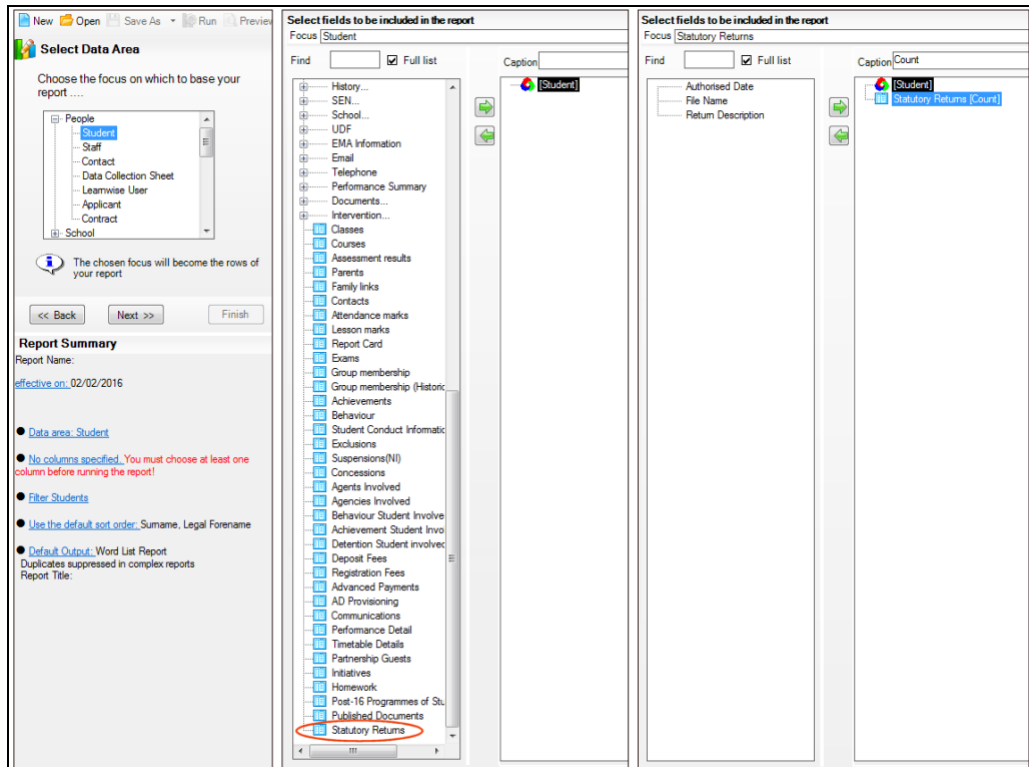 New Open Save As Run Preview
Select Data Area
Choose the focus on which to base your
report ....
People
Student
Staff
Contact
Data Collection Sheet
Learnwise User
Applicant
Contract
School
The chosen focus will become the rows of
your report
<< Back Next >> Finish
Report Summary
Report Name:
effective on: 02/02/2016
Data area: Student
No columns specified. You must choose at least one
column before running the report!
Filter Students
Use the default sort order: Surname, Legal Forename
Default Output: Word List Report
Duplicates suppressed in complex reports
Report Title:
Select fields to be included in the report
Focus Student
Find Full list Caption
History...
SEN...
School...
UDF
EMA Information
Email
Telephone
Performance Summary
Documents...
Intervention...
Classes
Courses
Assessment results
Parents
Family links
Contacts
Attendance marks
Lesson marks
Report Card
Exams
Group membership
Group membership (Historic
Achievements
Behaviour
Student Conduct Informatic
Exclusions
Suspensions(NI)
Concessions
Agents Involved
Agencies Involved
Behaviour Student Involve
Achievement Student Invo
Detention Student involvec
Deposit Fees
Registration Fees
Advanced Payments
AD Provisioning
Communications
Performance Detail
Timetable Details
Partnership Guests
Initiatives
Homework
Post-16 Programmes of Stu
Published Documents
Statutory Returns
[Student]
Select fields to be included in the report
Focus Statutory Returns
Find Full list Caption Count
Authorised Date
File Name
Return Description
[Student]
Statutory Returns [Count]